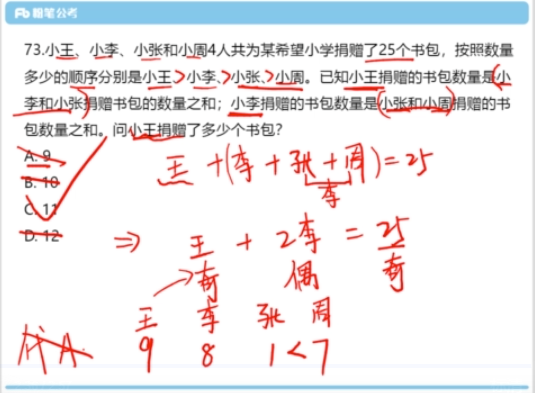 粉笔公考
73.小王、小李、小张和小周4人共为某希望小学捐赠了25个书包，按照数量
多少的顺序分别是小王>小李、>小张、>小周。已知小王捐赠的书包数量是(小
李和小张)捐赠书包的数量之和；小李捐赠的书包数量是(小张和小周)捐赠的书
包数量之和。问小王捐赠了多少个书包？
A. 9
B. 10
C. 11
D. 12
王+(李+张+周)=25
李
⇒ 王+2李=25
→奇 偶 奇
王 李 张 周
代A 9 8 1<7